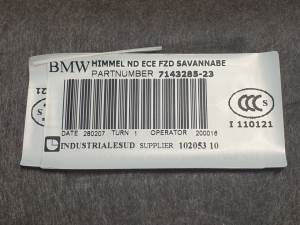 BMW HIMMEL ND ECE FZD SAVANNABE
PARTNUMBER 7143285-23
21
S
I 110121
DATE 280207 TURN 1 OPERATOR 200016
INDUSTRIALESUD SUPPLIER 102053 10